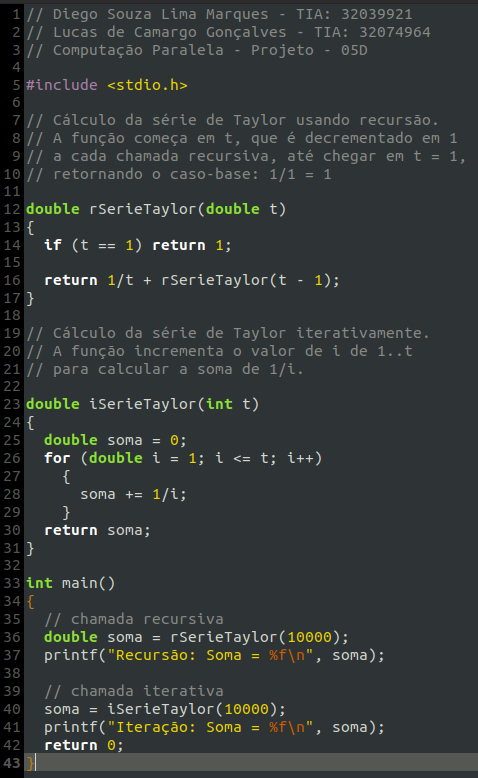 1 // Diego Souza Lima Marques - TIA: 32039921
2 // Lucas de Camargo Gonçalves - TIA: 32074964
3 // Computação Paralela - Projeto - 05D
4
5 #include <stdio.h>
6
7 // Cálculo da série de Taylor usando recursão.
8 // A função começa em t, que é decrementado em 1
9 // a cada chamada recursiva, até chegar em t = 1,
10 // retornando o caso-base: 1/1 = 1
11
12 double rSerieTaylor(double t)
13 {
14   if (t == 1) return 1;
15
16   return 1/t + rSerieTaylor(t - 1);
17 }
18
19 // Cálculo da série de Taylor iterativamente.
20 // A função incrementa o valor de i de 1..t
21 // para calcular a soma de 1/i.
22
23 double iSerieTaylor(int t)
24 {
25   double soma = 0;
26   for (double i = 1; i <= t; i++)
27     {
28       soma += 1/i;
29     }
30   return soma;
31 }
32
33 int main()
34 {
35   // chamada recursiva
36   double soma = rSerieTaylor(10000);
37   printf("Recursão: Soma = %f\n", soma);
38
39   // chamada iterativa
40   soma = iSerieTaylor(10000);
41   printf("Iteração: Soma = %f\n", soma);
42   return 0;
43 }